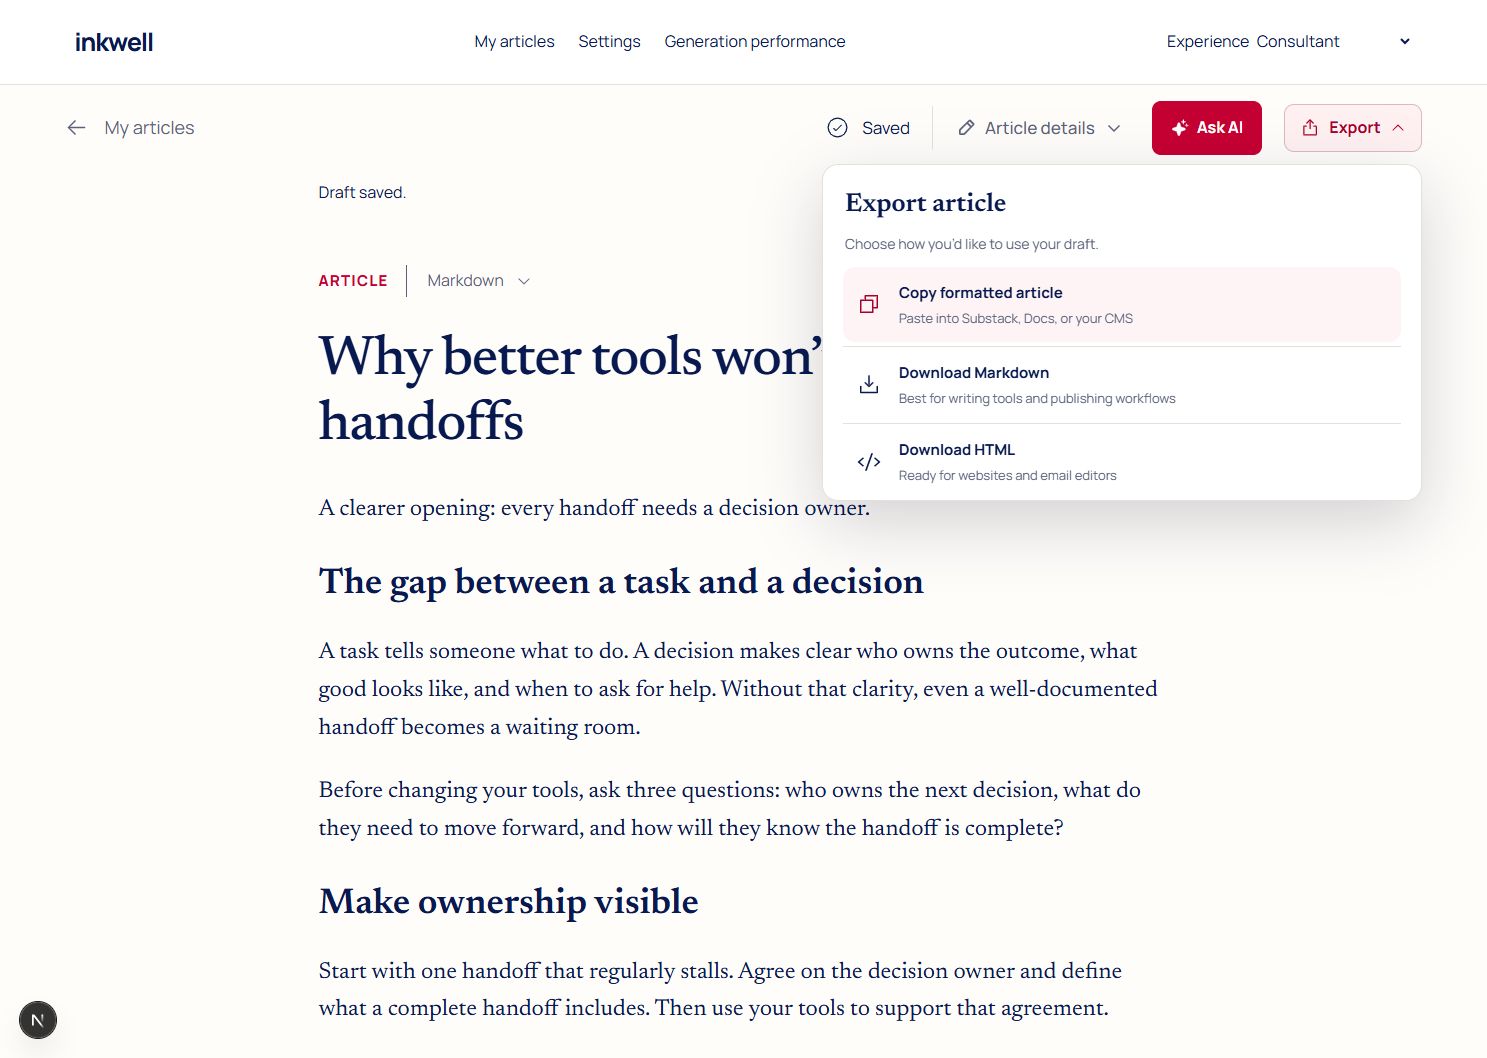 inkwell
My articles
Settings
Generation performance
Experience Consultant
My articles
Saved
Article details
Ask AI
Export
Draft saved.
Export article
Choose how you'd like to use your draft.
Copy formatted article
Paste into Substack, Docs, or your CMS
Download Markdown
Best for writing tools and publishing workflows
Download HTML
Ready for websites and email editors
ARTICLE
Markdown
Why better tools won’
handoffs
A clearer opening: every handoff needs a decision owner.
The gap between a task and a decision
A task tells someone what to do. A decision makes clear who owns the outcome, what
good looks like, and when to ask for help. Without that clarity, even a well-documented
handoff becomes a waiting room.
Before changing your tools, ask three questions: who owns the next decision, what do
they need to move forward, and how will they know the handoff is complete?
Make ownership visible
Start with one handoff that regularly stalls. Agree on the decision owner and define
what a complete handoff includes. Then use your tools to support that agreement.
N